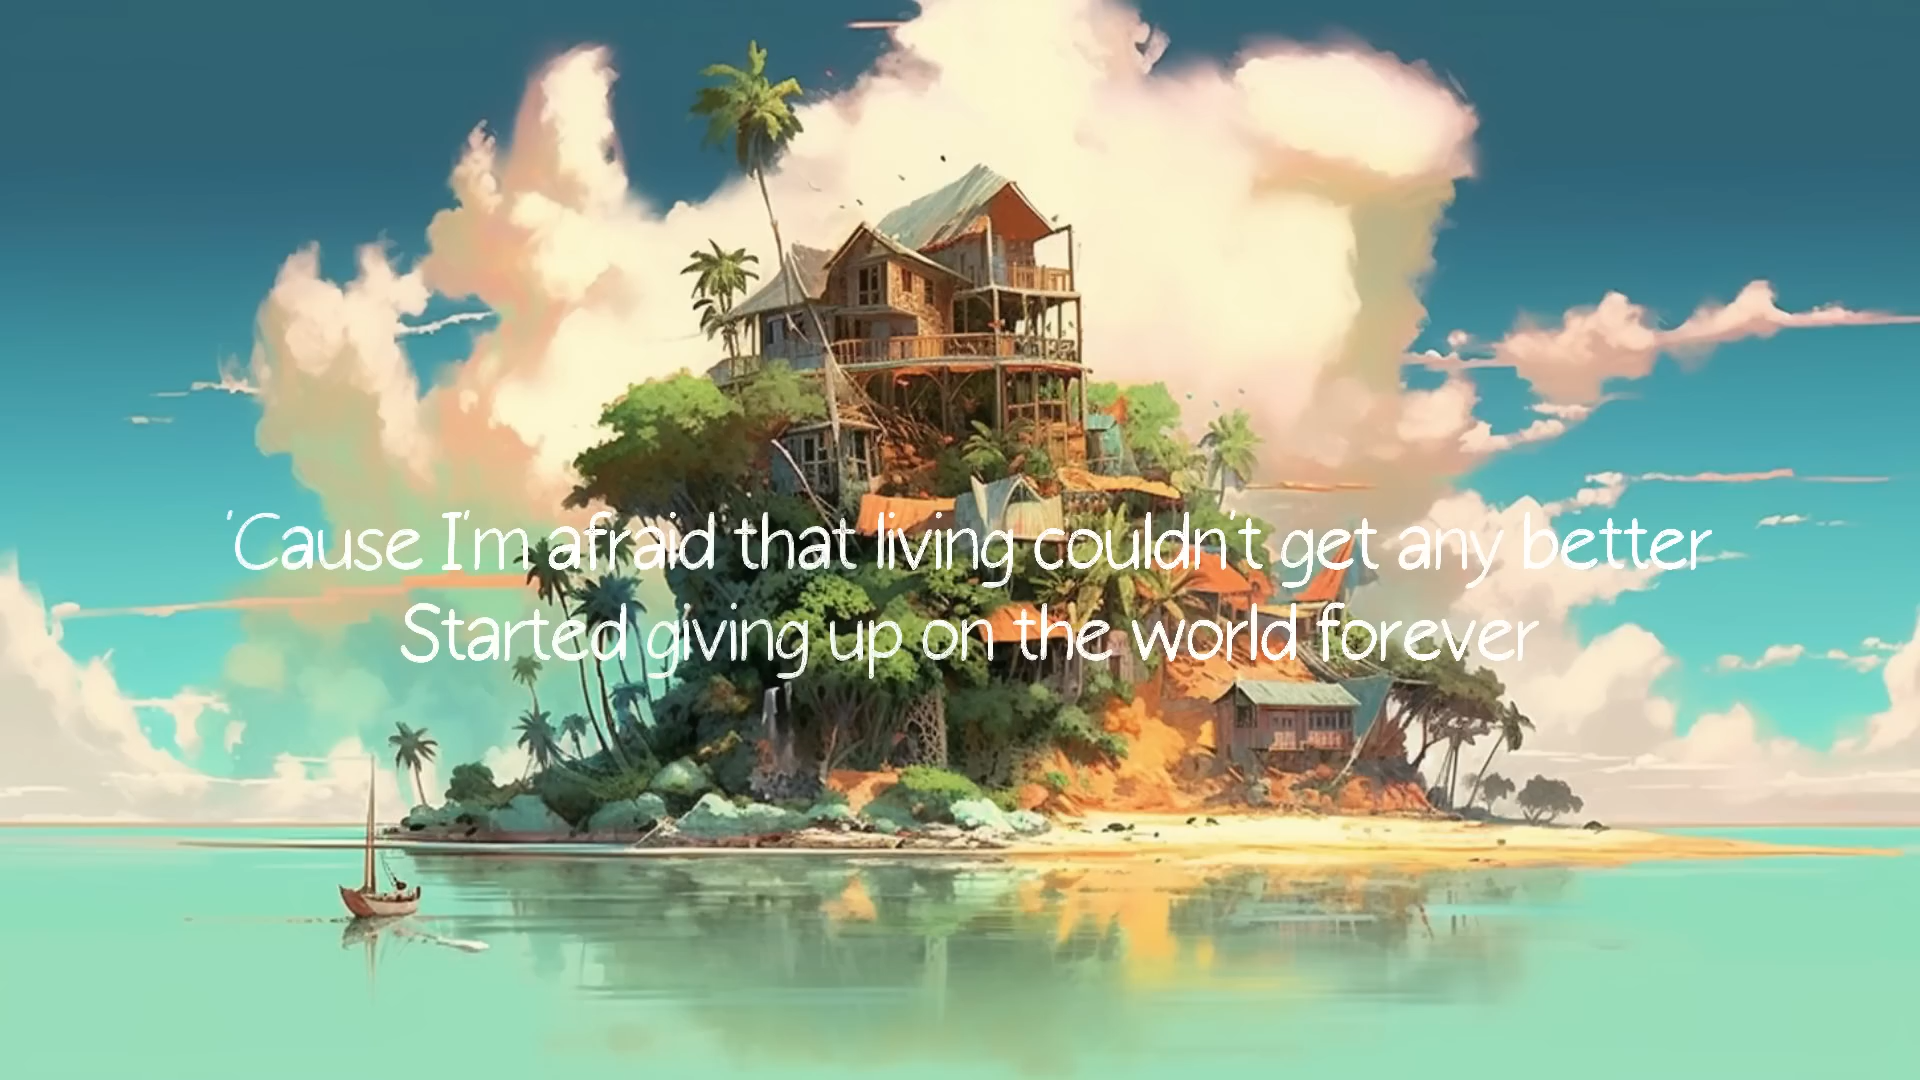 'Cause I'm afraid that living couldn't get any better
Started giving up on the world forever